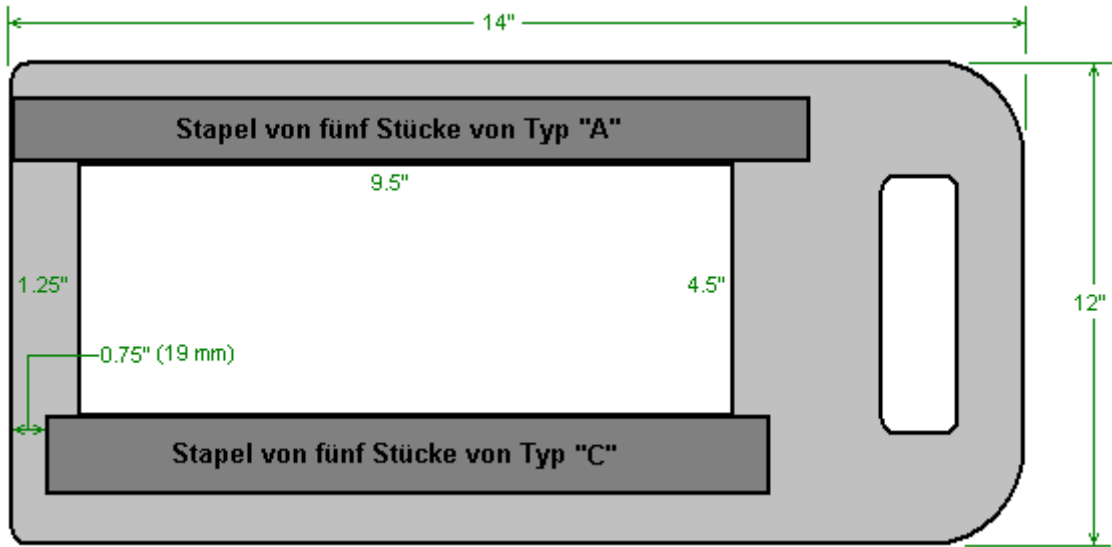 14"
Stapel von fünf Stücke von Typ "A"
9.5"
1.25"
4.5"
12"
0.75" (19 mm)
Stapel von fünf Stücke von Typ "C"